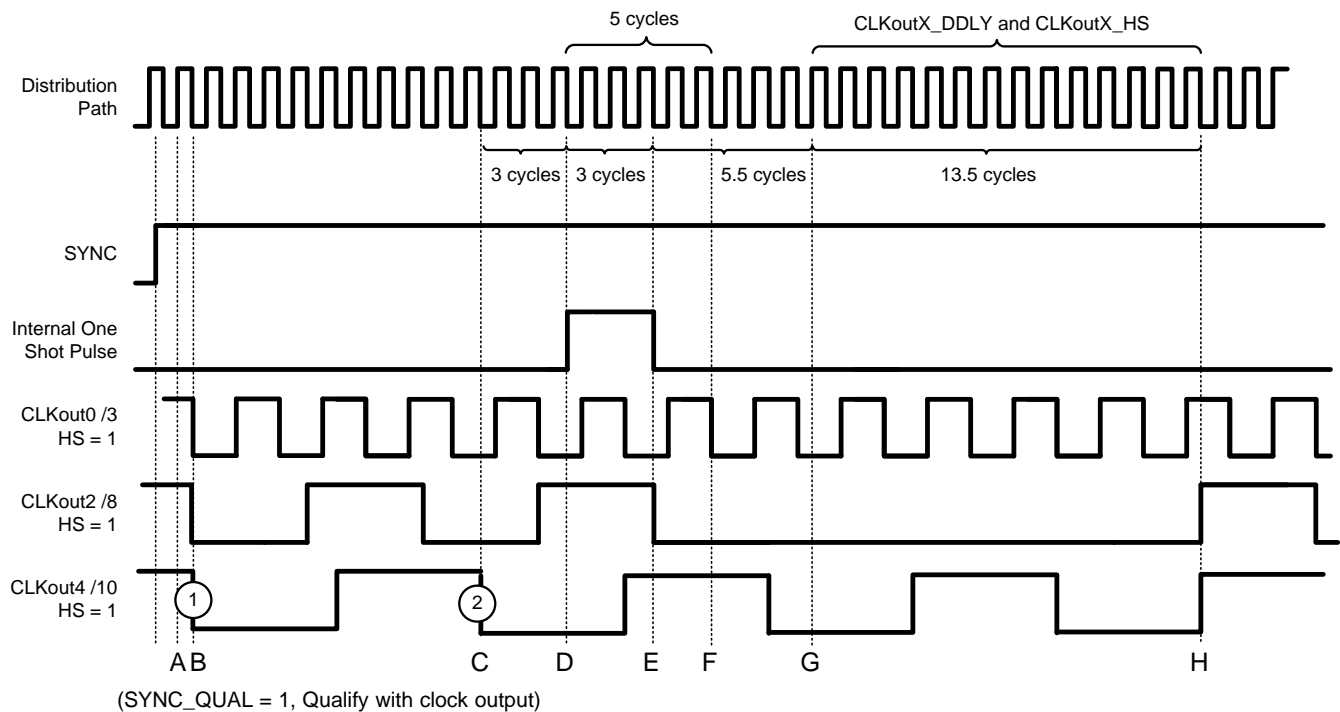 5 cycles
CLKoutX_DDLY and CLKoutX_HS
Distribution
Path
3 cycles
3 cycles
5.5 cycles
13.5 cycles
SYNC
Internal One
Shot Pulse
CLKout0 /3
HS = 1
CLKout2 /8
HS = 1
CLKout4 /10
HS = 1
1
2
A
B
C
D
E
F
G
H
(SYNC_QUAL = 1, Qualify with clock output)